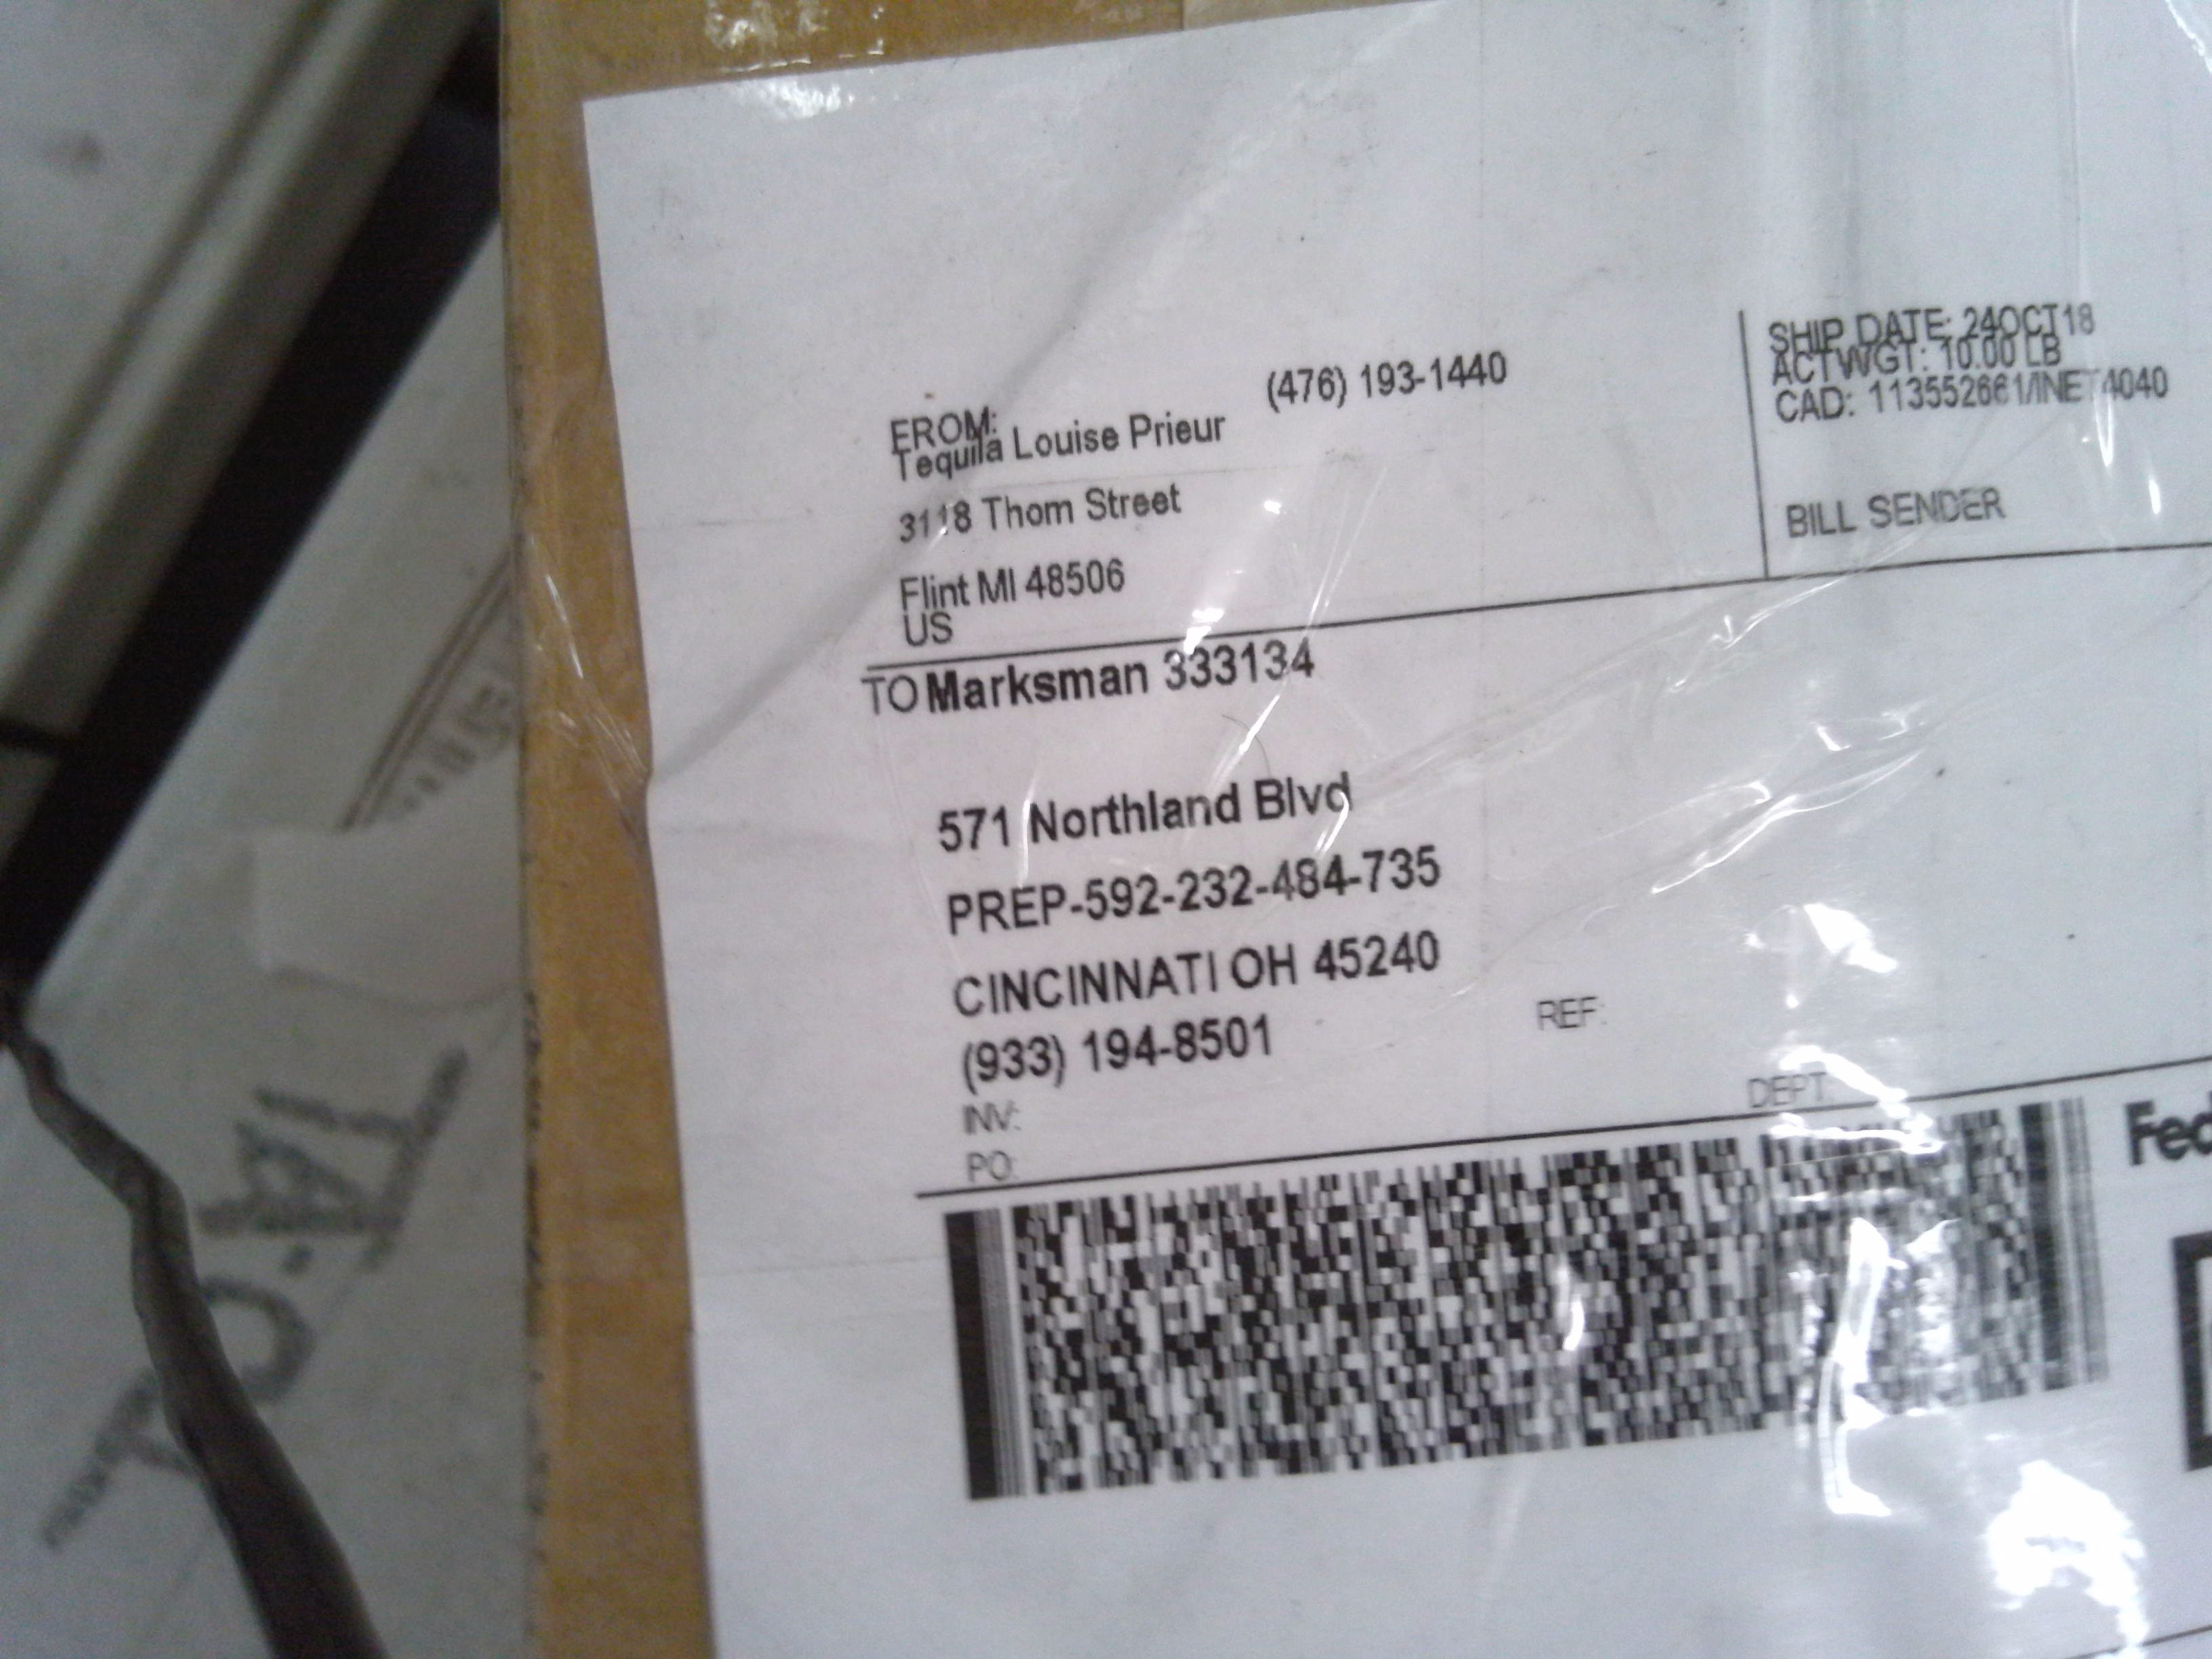 (476) 193-1440
FROM:
Tequila Louise Prieur
3118 Thom Street
Flint MI 48506
US
SHIP DATE: 24OCT18
ACTWGT: 10.00 LB
CAD: 113552661/INET4040
BILL SENDER
TO Marksman 333134
571 Northland Blvd
PREP-592-232-484-735
CINCINNATI OH 45240
(933) 194-8501
REF:
INV:
PO:
DEPT:
Fed